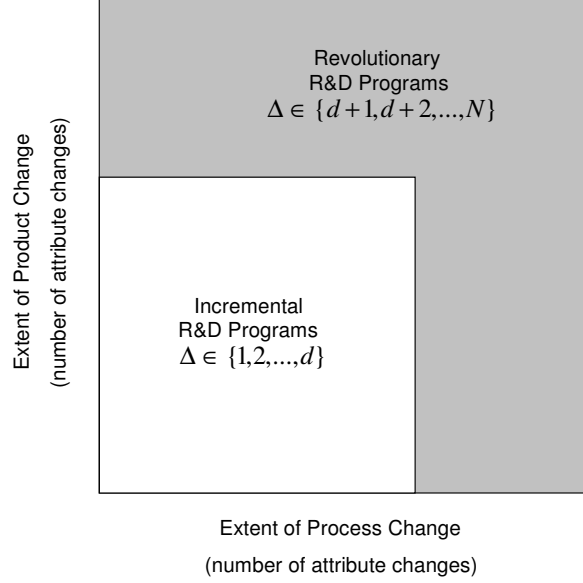 Revolutionary
R&D Programs
Δ ∈ {d+1,d+2,...,N}
Extent of Product Change
(number of attribute changes)
Incremental
R&D Programs
Δ ∈ {1,2,...,d}
Extent of Process Change
(number of attribute changes)